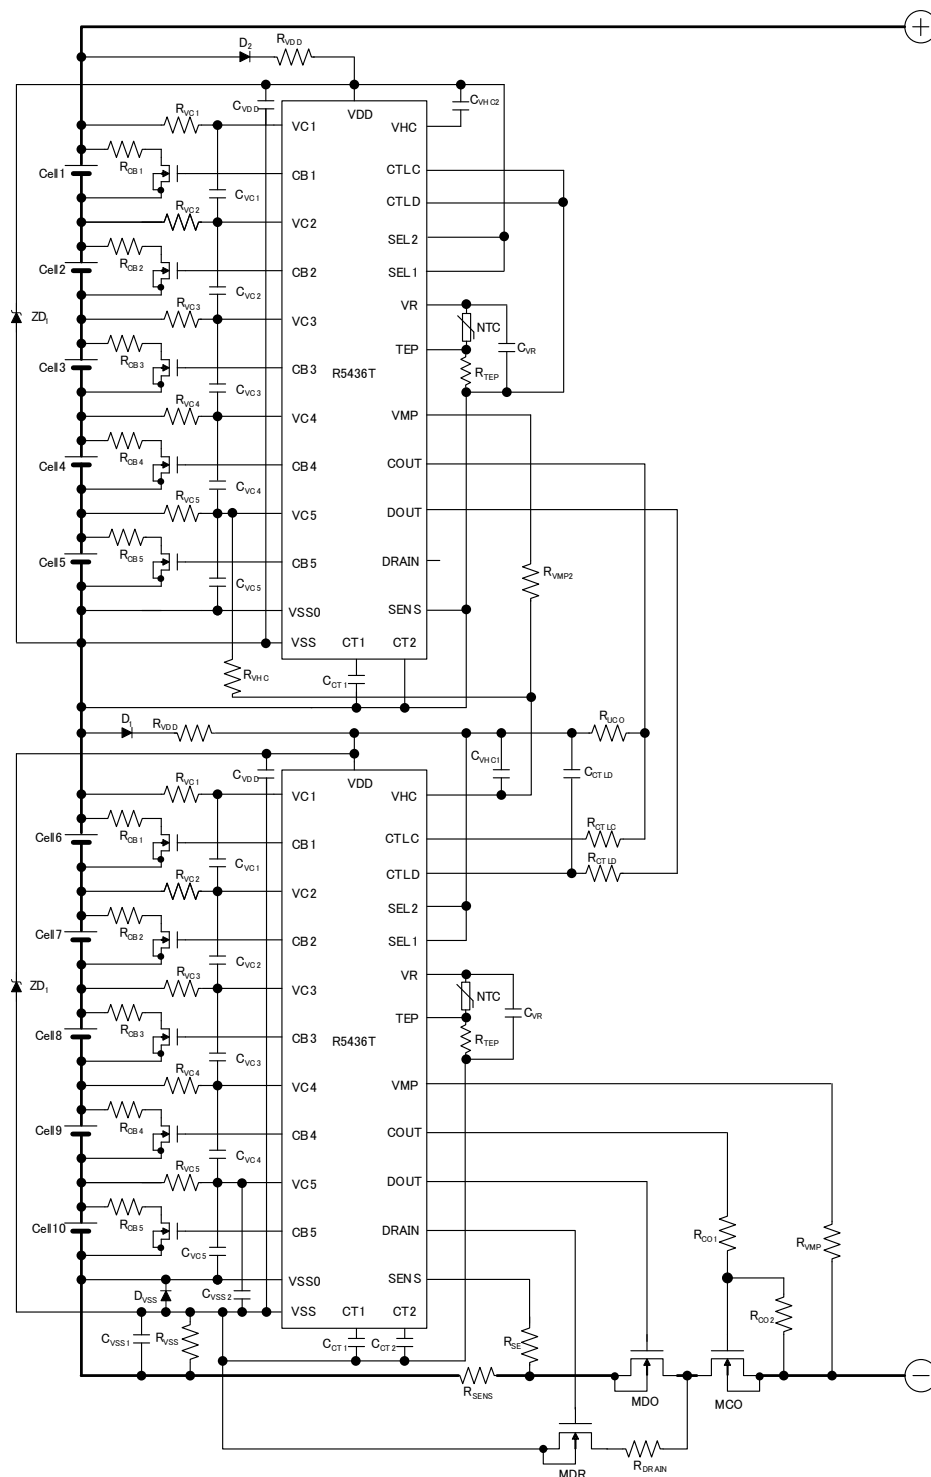 +
D2 RVDD
CVDD VDD CVHC2
RVC1 VC1 VHC
Cell1 RCB1 CB1 CTLC
CVC1 CTLD
RVC2 VC2 SEL2
Cell2 RCB2 CB2 SEL1
CVC2 VR
ZD1 RVC3 VC3 NTC
TEP CVR
Cell3 RCB3 CB3 R5436T RTEP
CVC3
RVC4 VC4 VMP
Cell4 RCB4 CB4 COUT
CVC4
RVC5 VC5 DOUT
Cell5 RCB5 CB5 DRAIN RVMP2
CVC5
VSS0 SENS
VSS CT1 CT2
RVHC CCT1
D1 RVDD RUCO
CVDD VDD CVHC1 CCTLD
RVC1 VC1 VHC
Cell6 RCB1 CB1 CTLC RCTLC
CVC1 CTLD RCTLD
RVC2 VC2 SEL2
Cell7 RCB2 CB2 SEL1
CVC2 VR
ZD1 RVC3 VC3 NTC
TEP CVR
Cell8 RCB3 CB3 R5436T RTEP
CVC3
RVC4 VC4 VMP
Cell9 RCB4 CB4 COUT
CVC4
RVC5 VC5 DOUT
Cell10 RCB5 CB5 DRAIN RCO1 RVMP
CVC5
VSS0 SENS
DVSS CVSS2 VSS CT1 CT2 RCO2
CVSS1 RVSS CCT1 CCT2 RSE
RSENS MDO MCO −
MDR RDRAIN